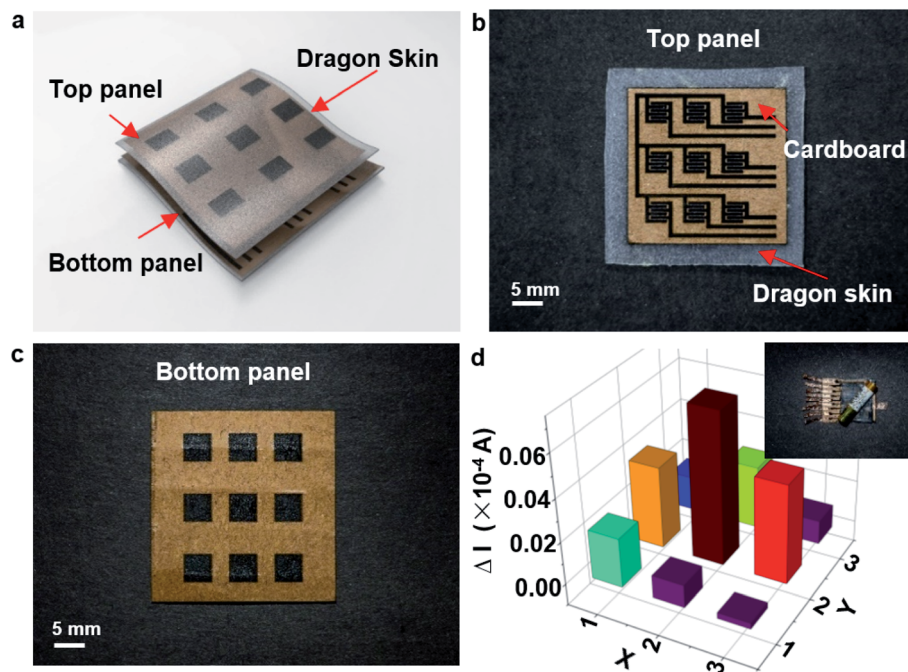 a
Dragon Skin
Top panel
Bottom panel
b
Top panel
Cardboard
Dragon skin
5 mm
c
Bottom panel
5 mm
d
Δ I (×10⁻⁴ A)
0.06
0.04
0.02
0.00
1
2
3
X
1
2
3
Y